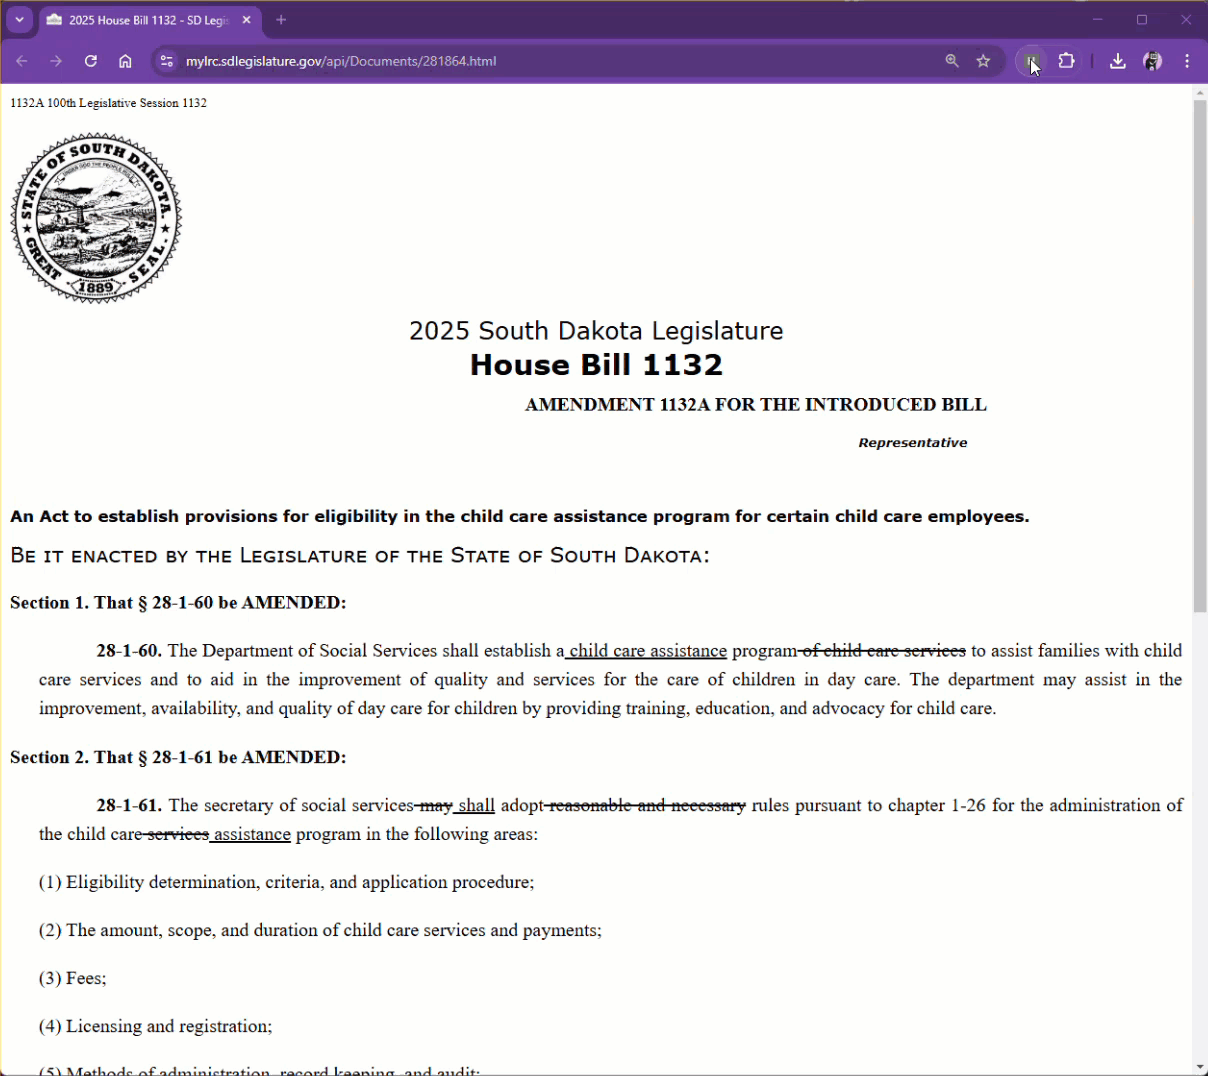 2025 House Bill 1132 - SD Legis
mylrc.sdlegislature.gov/api/Documents/281864.html
1132A 100th Legislative Session 1132
STATE OF SOUTH DAKOTA.
GREAT SEAL.
1889
2025 South Dakota Legislature
House Bill 1132
AMENDMENT 1132A FOR THE INTRODUCED BILL
Representative
An Act to establish provisions for eligibility in the child care assistance program for certain child care employees.
BE IT ENACTED BY THE LEGISLATURE OF THE STATE OF SOUTH DAKOTA:
Section 1. That § 28-1-60 be AMENDED:
28-1-60. The Department of Social Services shall establish a child care assistance program of child care services to assist families with child
care services and to aid in the improvement of quality and services for the care of children in day care. The department may assist in the
improvement, availability, and quality of day care for children by providing training, education, and advocacy for child care.
Section 2. That § 28-1-61 be AMENDED:
28-1-61. The secretary of social services may shall adopt reasonable and necessary rules pursuant to chapter 1-26 for the administration of
the child care services assistance program in the following areas:
(1) Eligibility determination, criteria, and application procedure;
(2) The amount, scope, and duration of child care services and payments;
(3) Fees;
(4) Licensing and registration;
(5) Methods of administration, record keeping, and audit;